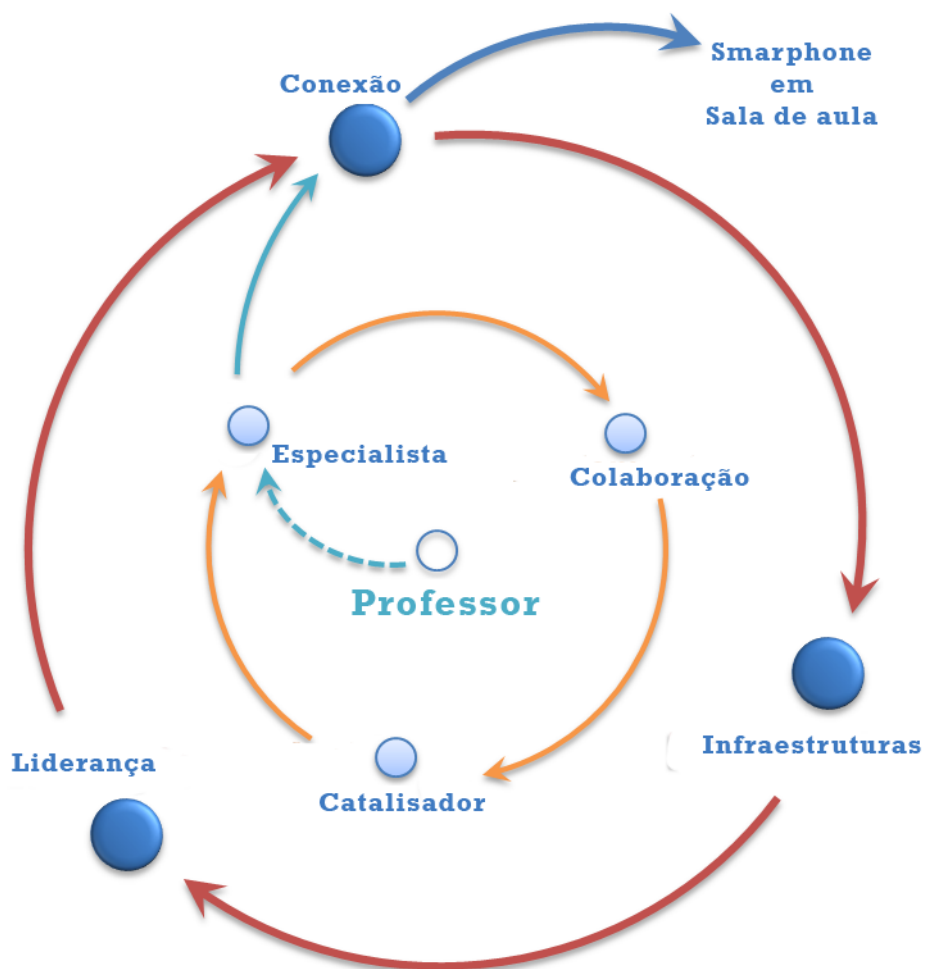 Smarphone
em
Sala de aula
Conexão
Especialista
Colaboração
Professor
Infraestruturas
Liderança
Catalisador